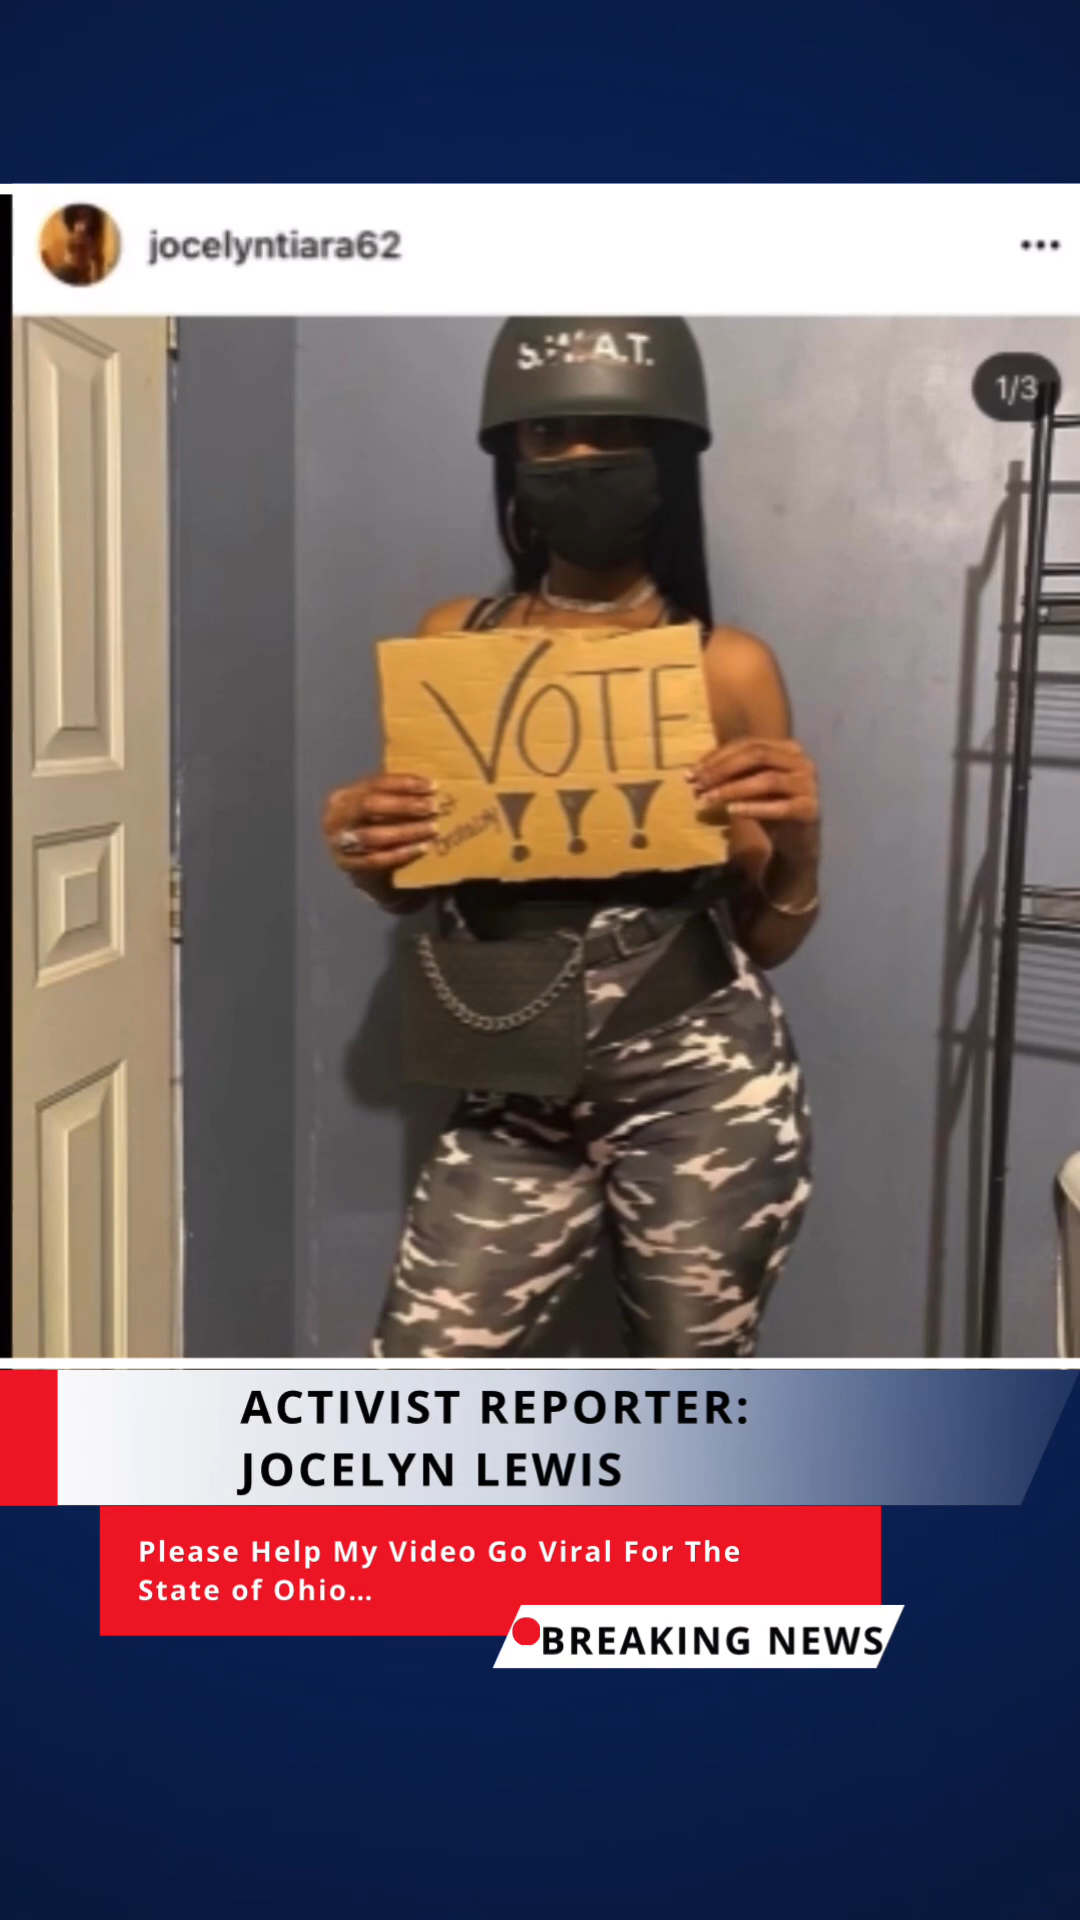 jocelyntiara62
S.W.A.T.
1/3
VOTE
!!!
ACTIVIST REPORTER:
JOCELYN LEWIS
Please Help My Video Go Viral For The
State of Ohio...
BREAKING NEWS